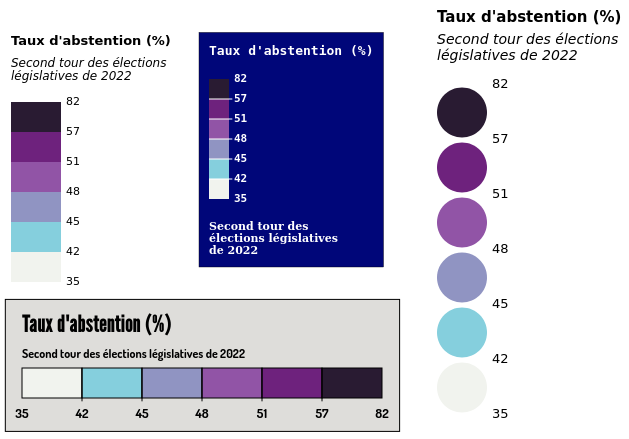 Taux d'abstention (%)
Second tour des élections
législatives de 2022
82
57
51
48
45
42
35
Taux d'abstention (%)
82
57
51
48
45
42
35
Second tour des
élections législatives
de 2022
Taux d'abstention (%)
Second tour des élections
législatives de 2022
82
57
51
48
45
42
35
Taux d'abstention (%)
Second tour des élections législatives de 2022
35 42 45 48 51 57 82